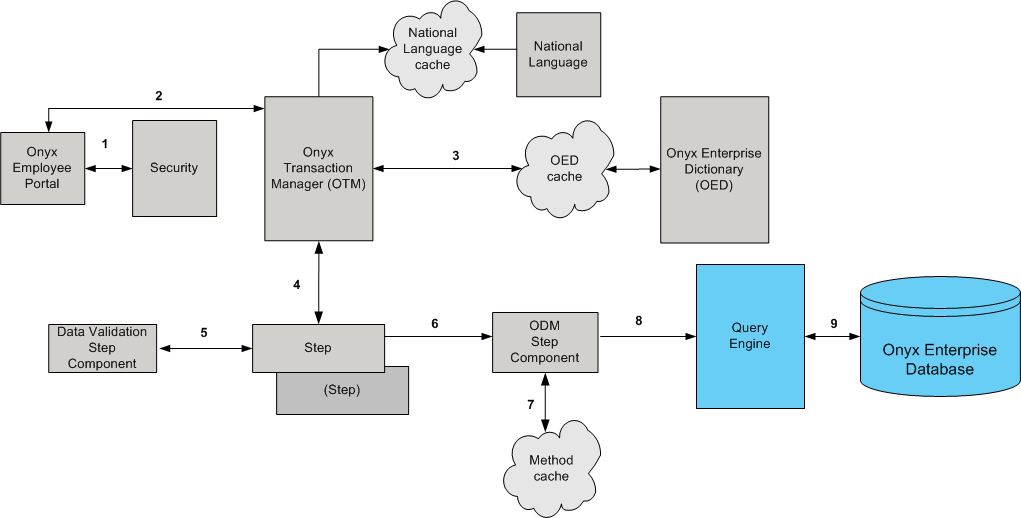 National
Language
cache
National
Language
2
1
Onyx
Employee
Portal
Security
Onyx
Transaction
Manager (OTM)
3
OED
cache
Onyx Enterprise
Dictionary
(OED)
4
Data Validation
Step
Component
5
Step
(Step)
6
ODM
Step
Component
7
Method
cache
8
Query
Engine
9
Onyx Enterprise
Database